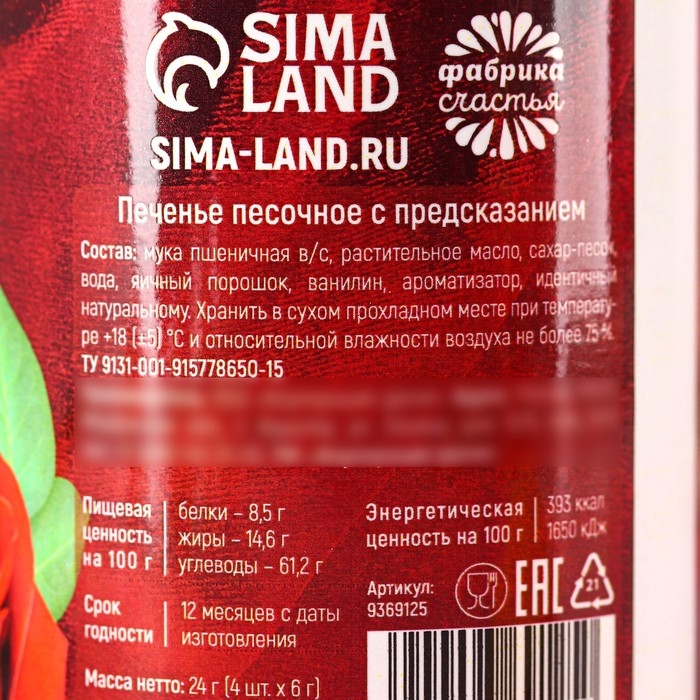 SIMA
LAND
фабрика
счастья
SIMA-LAND.RU
Печенье песочное с предсказанием
Состав: мука пшеничная в/с, растительное масло, сахар-песок,
вода, яичный порошок, ванилин, ароматизатор, идентичный
натуральному. Хранить в сухом прохладном месте при температу-
ре +18 (±5) °С и относительной влажности воздуха не более 75 %.
ТУ 9131-001-915778650-15
Пищевая
ценность
на 100 г
белки – 8,5 г
жиры – 14,6 г
углеводы – 61,2 г
Энергетическая
ценность на 100 г
393 ккал
1650 кДж
Срок
годности
12 месяцев с даты
изготовления
Артикул:
9369125
EAC
21
Масса нетто: 24 г (4 шт. х 6 г)